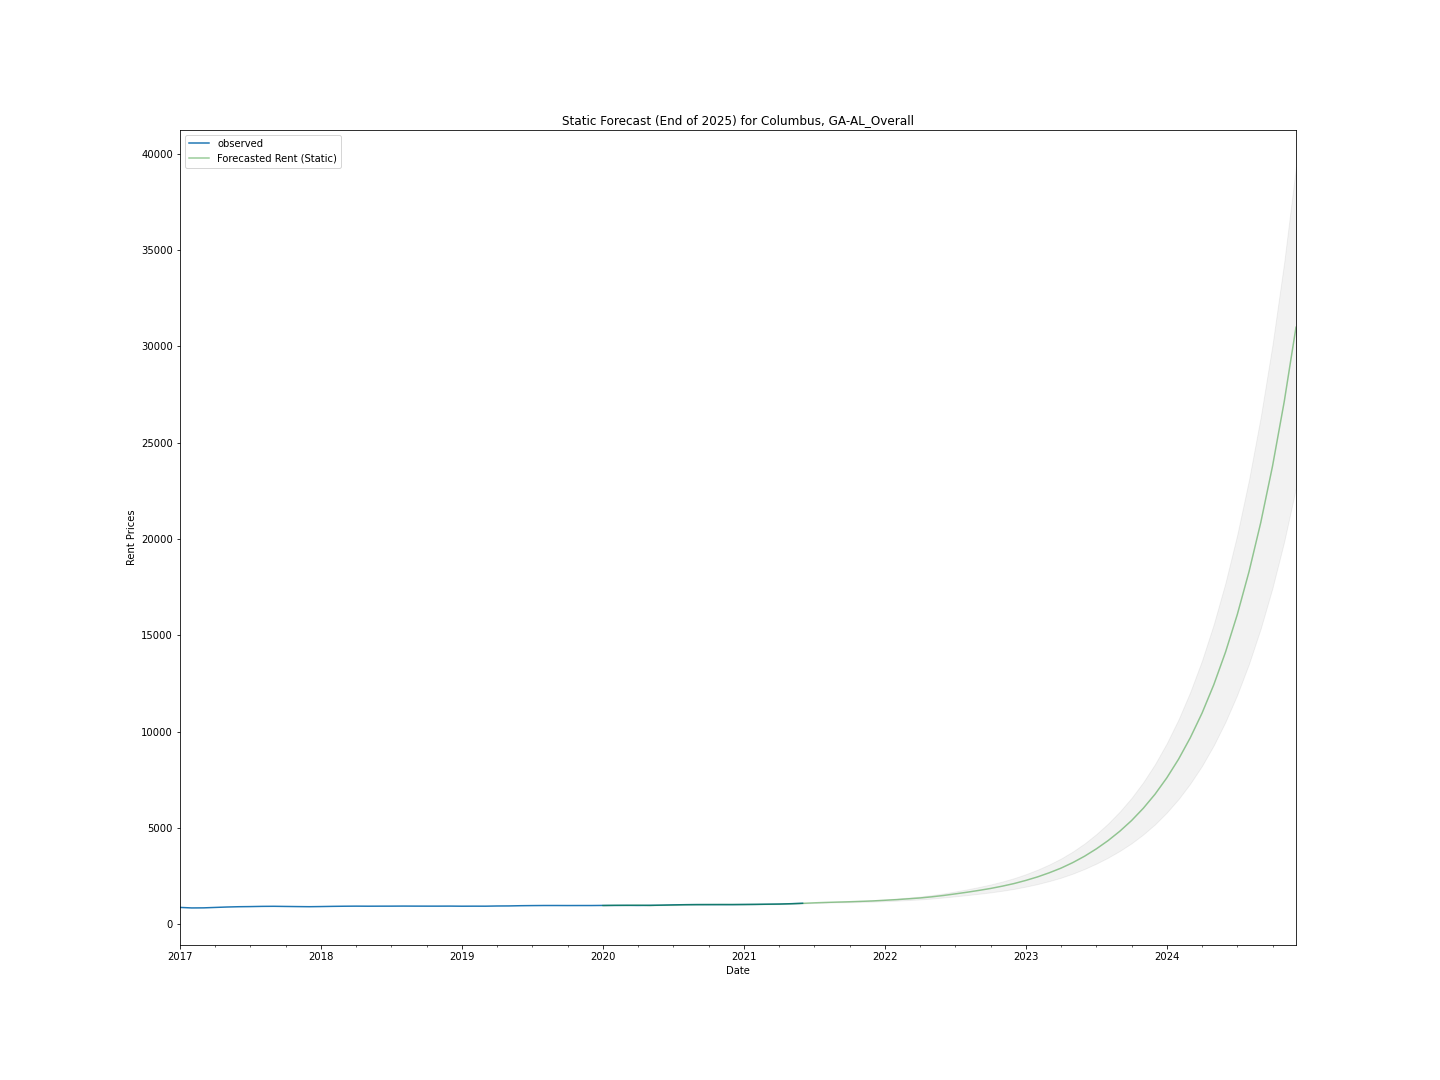 Static Forecast (End of 2025) for Columbus, GA-AL_Overall
observed
Forecasted Rent (Static)
40000
35000
30000
25000
20000
15000
10000
5000
0
Rent Prices
2017 2018 2019 2020 2021 2022 2023 2024
Date